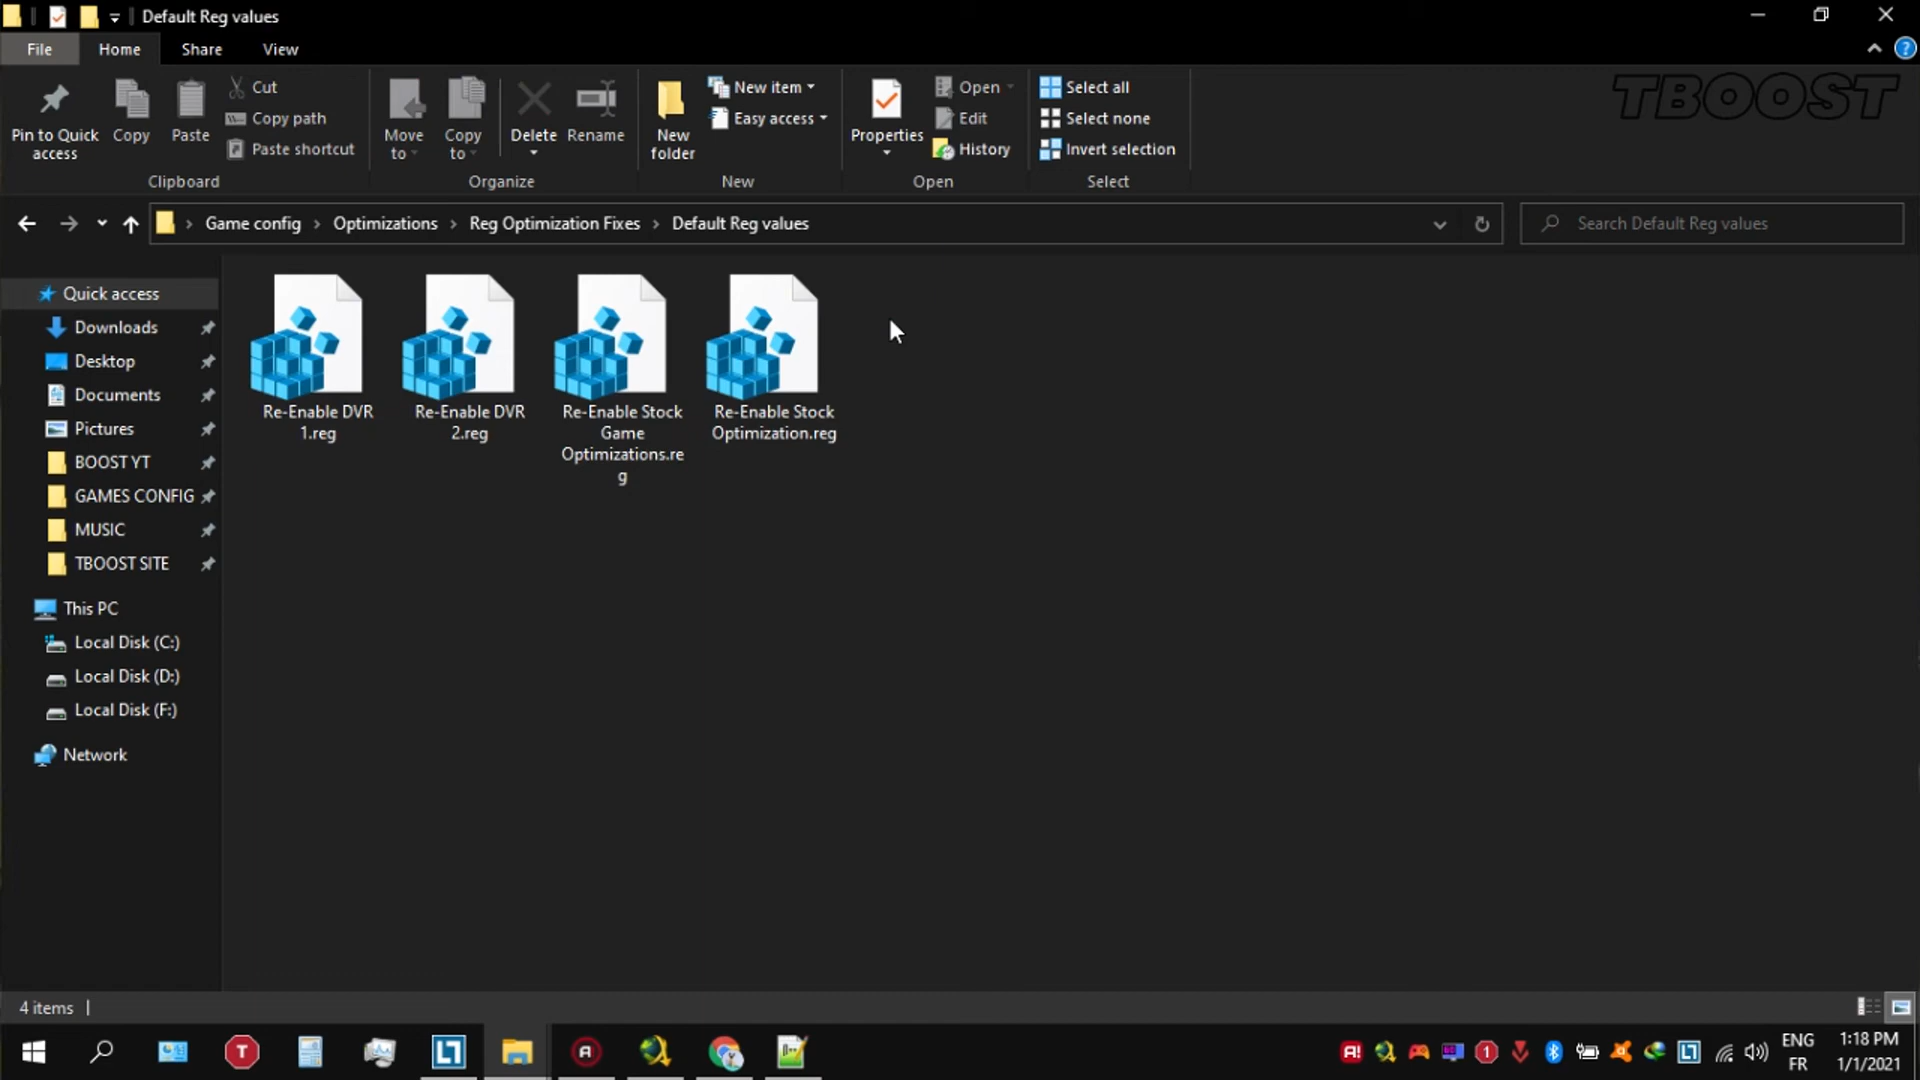 Default Reg values
File Home Share View
Pin to Quick
access
Copy
Paste
Cut
Copy path
Paste shortcut
Clipboard
Move
to
Copy
to
Delete
Rename
Organize
New
folder
New item
Easy access
New
Properties
Open
Edit
History
Open
Select all
Select none
Invert selection
Select
TBOOST
Game config > Optimizations > Reg Optimization Fixes > Default Reg values
Search Default Reg values
Quick access
Downloads
Desktop
Documents
Pictures
BOOST YT
GAMES CONFIG
MUSIC
TBOOST SITE
This PC
Local Disk (C:)
Local Disk (D:)
Local Disk (F:)
Network
Re-Enable DVR
1.reg
Re-Enable DVR
2.reg
Re-Enable Stock
Game
Optimizations.re
g
Re-Enable Stock
Optimization.reg
4 items
ENG
FR
1:18 PM
1/1/2021